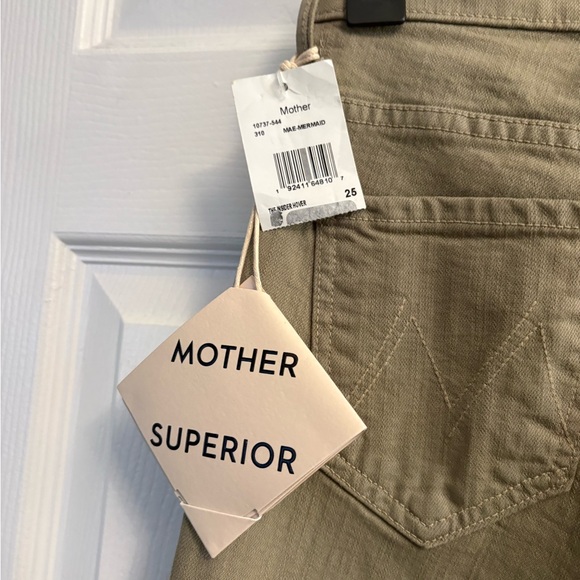 Mother
10737-544
310 MAE-MERMAID
1 92411 64810 7
25
THE INSIDER HOVER
MOTHER
SUPERIOR